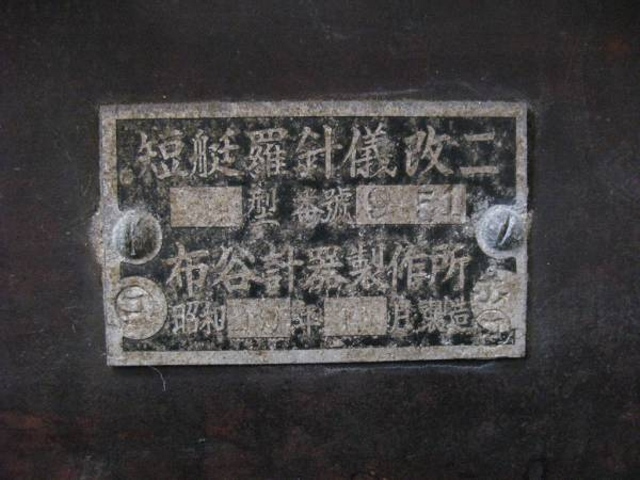 短艇羅針儀改二
型 番號
布谷計器製作所
昭和 年 月製造